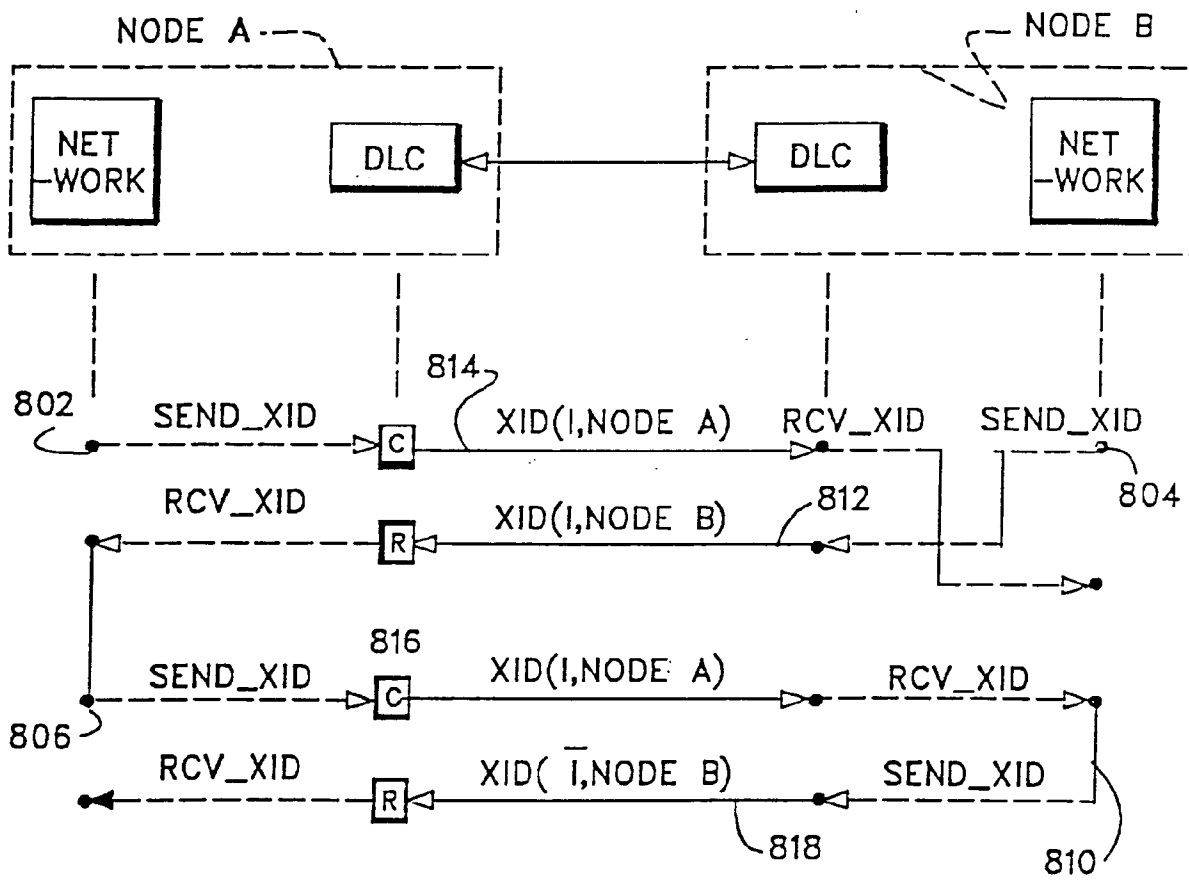 NODE A
NODE B
NET
-WORK
DLC
DLC
NET
-WORK
814
802
SEND_XID
C
XID(I,NODE A)
RCV_XID
SEND_XID
804
RCV_XID
R
XID(I,NODE B)
812
816
SEND_XID
C
XID(I,NODE A)
RCV_XID
806
RCV_XID
R
XID( Ī,NODE B)
SEND_XID
818
810